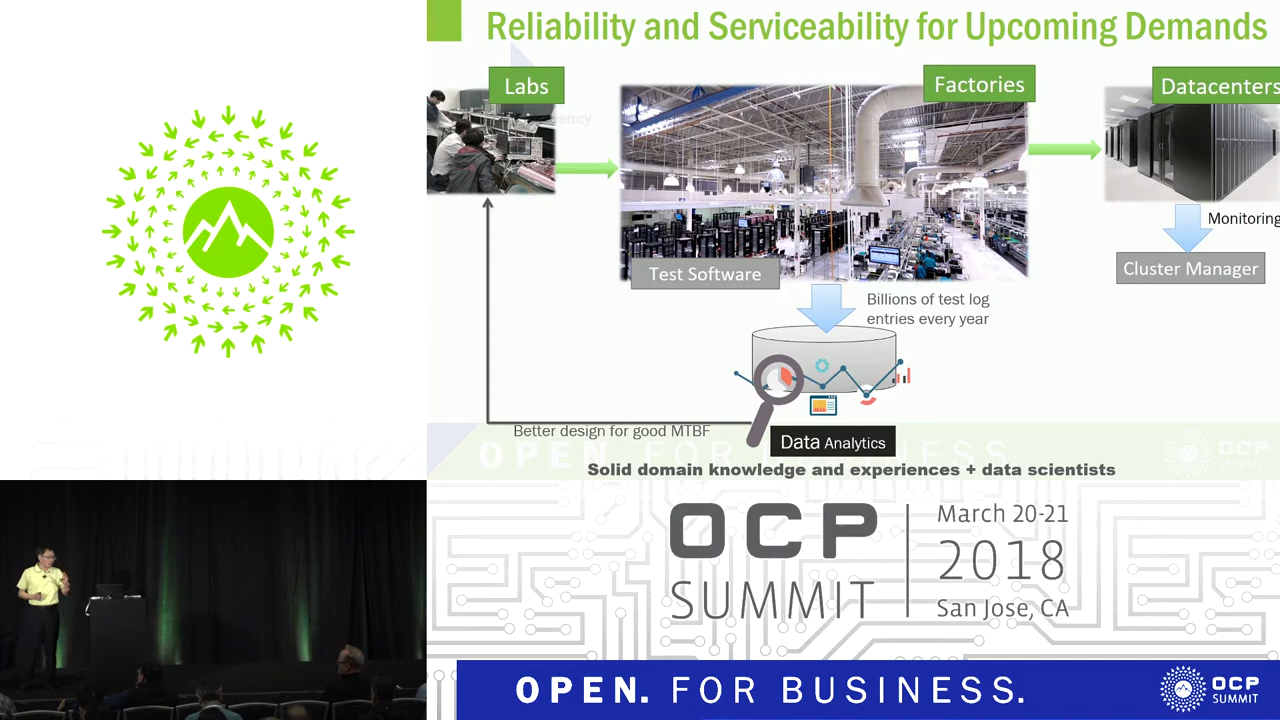 Reliability and Serviceability for Upcoming Demands
Labs
Factories
Datacenters
Monitoring
Cluster Manager
Test Software
Billions of test log
entries every year
Better design for good MTBF
Data Analytics
OPEN. FOR BUSINESS.
OCP
SUMMIT
Solid domain knowledge and experiences + data scientists
OCP
SUMMIT
March 20-21
2018
San Jose, CA
OPEN. FOR BUSINESS.
OCP
SUMMIT